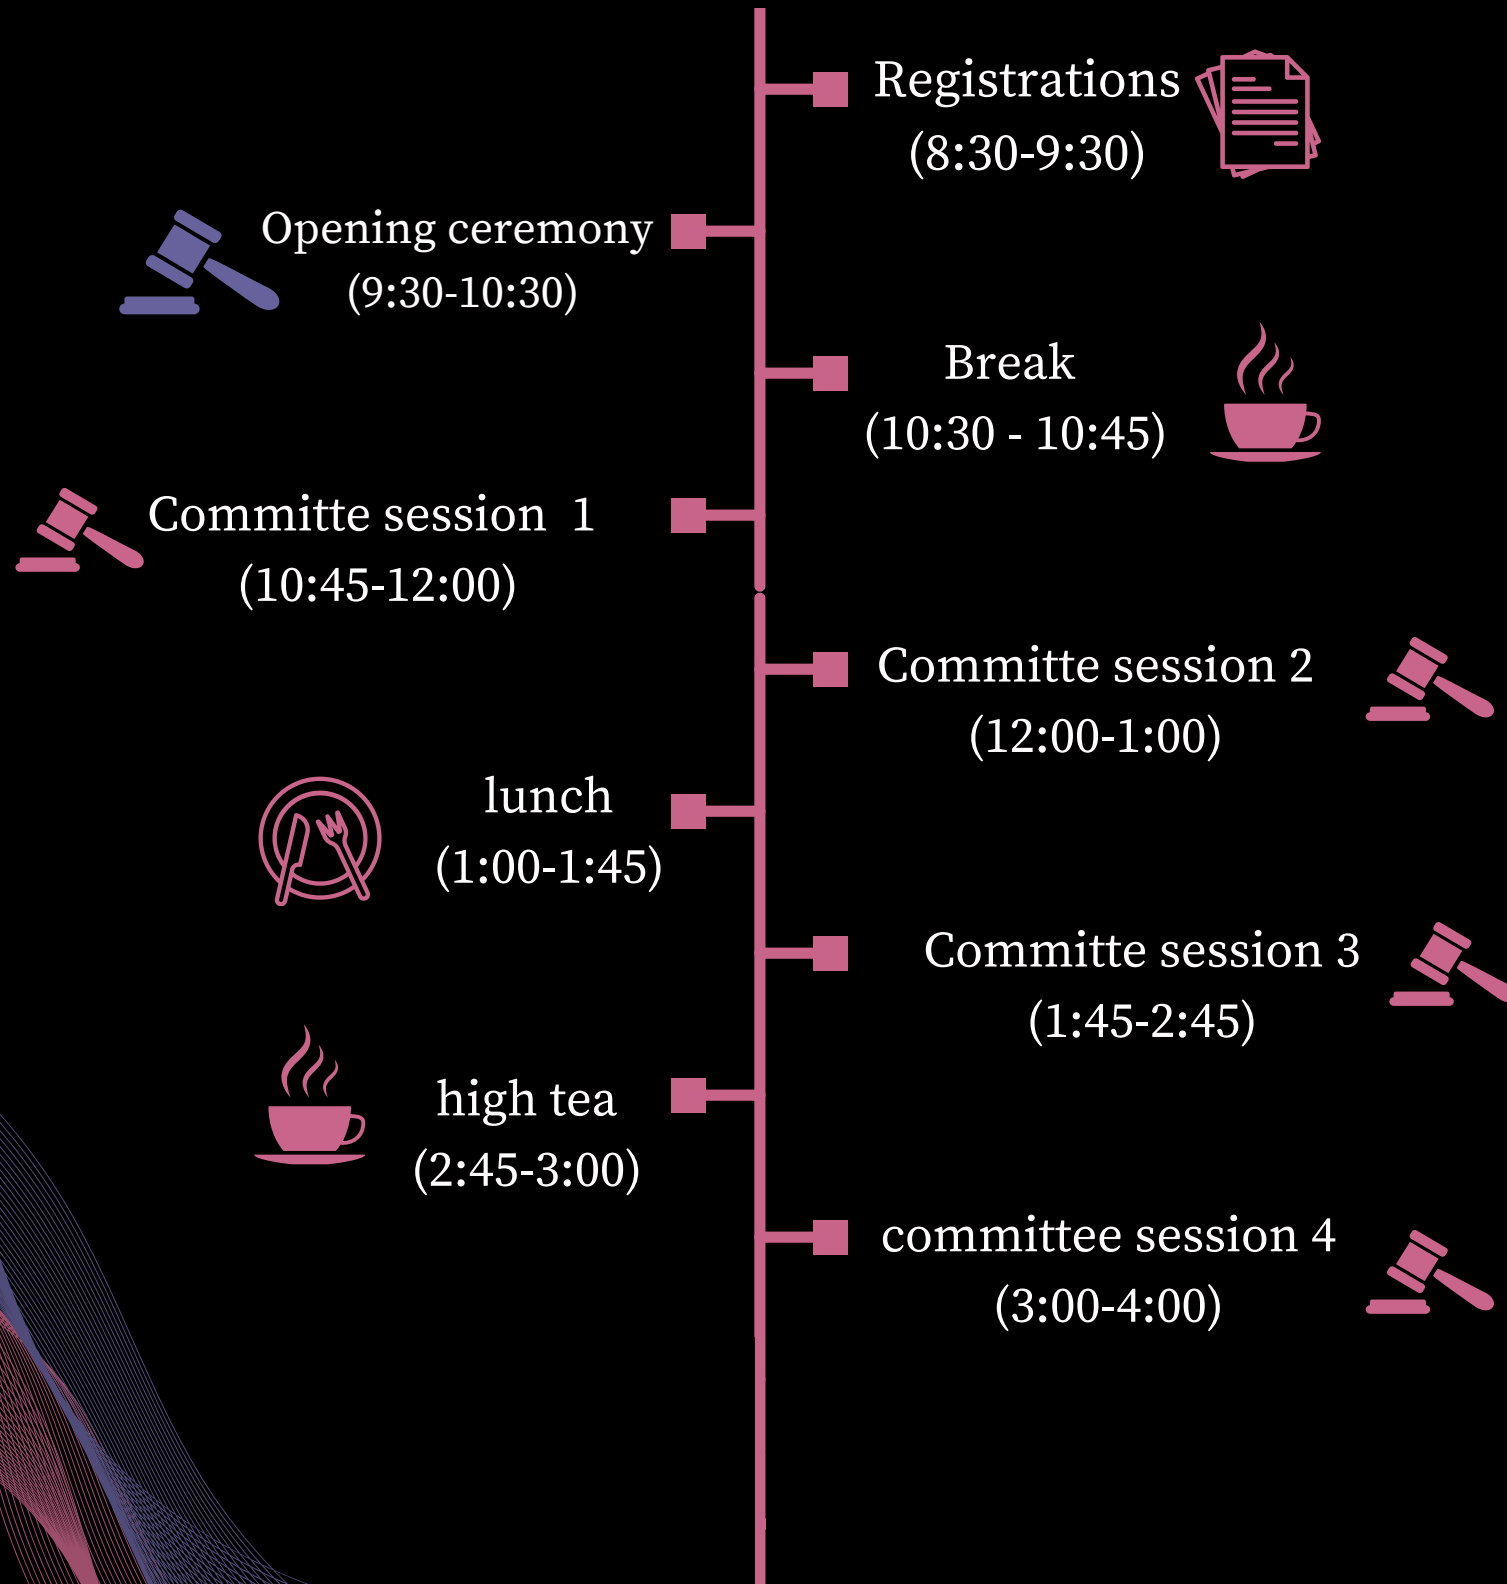 Registrations
(8:30-9:30)
Opening ceremony
(9:30-10:30)
Break
(10:30 - 10:45)
Committe session 1
(10:45-12:00)
Committe session 2
(12:00-1:00)
lunch
(1:00-1:45)
Committe session 3
(1:45-2:45)
high tea
(2:45-3:00)
committee session 4
(3:00-4:00)